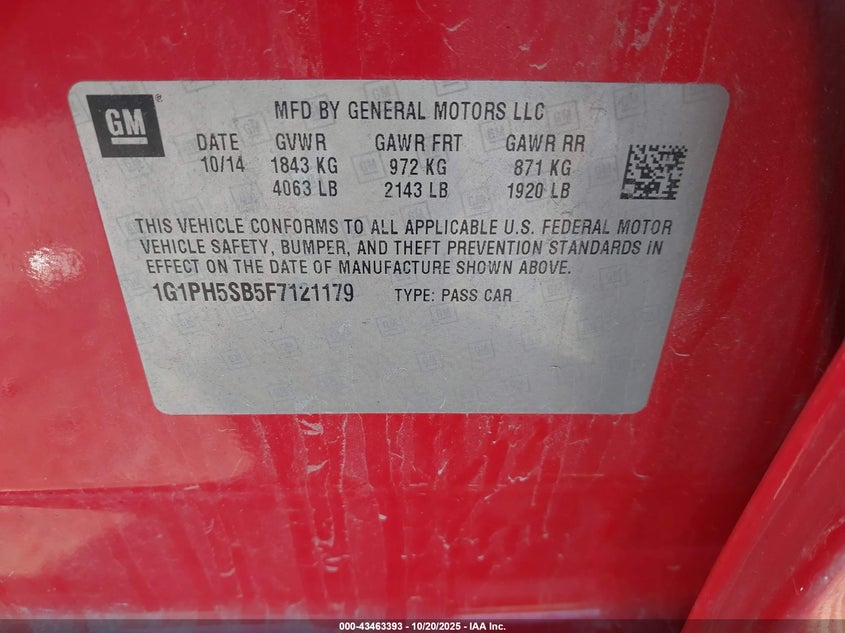 GM ® MFD BY GENERAL MOTORS LLC
DATE GVWR GAWR FRT GAWR RR
10/14 1843 KG 972 KG 871 KG
4063 LB 2143 LB 1920 LB
THIS VEHICLE CONFORMS TO ALL APPLICABLE U.S. FEDERAL MOTOR
VEHICLE SAFETY, BUMPER, AND THEFT PREVENTION STANDARDS IN
EFFECT ON THE DATE OF MANUFACTURE SHOWN ABOVE.
1G1PH5SB5F7121179 TYPE: PASS CAR
000-43463393 - 10/20/2025 - IAA Inc.